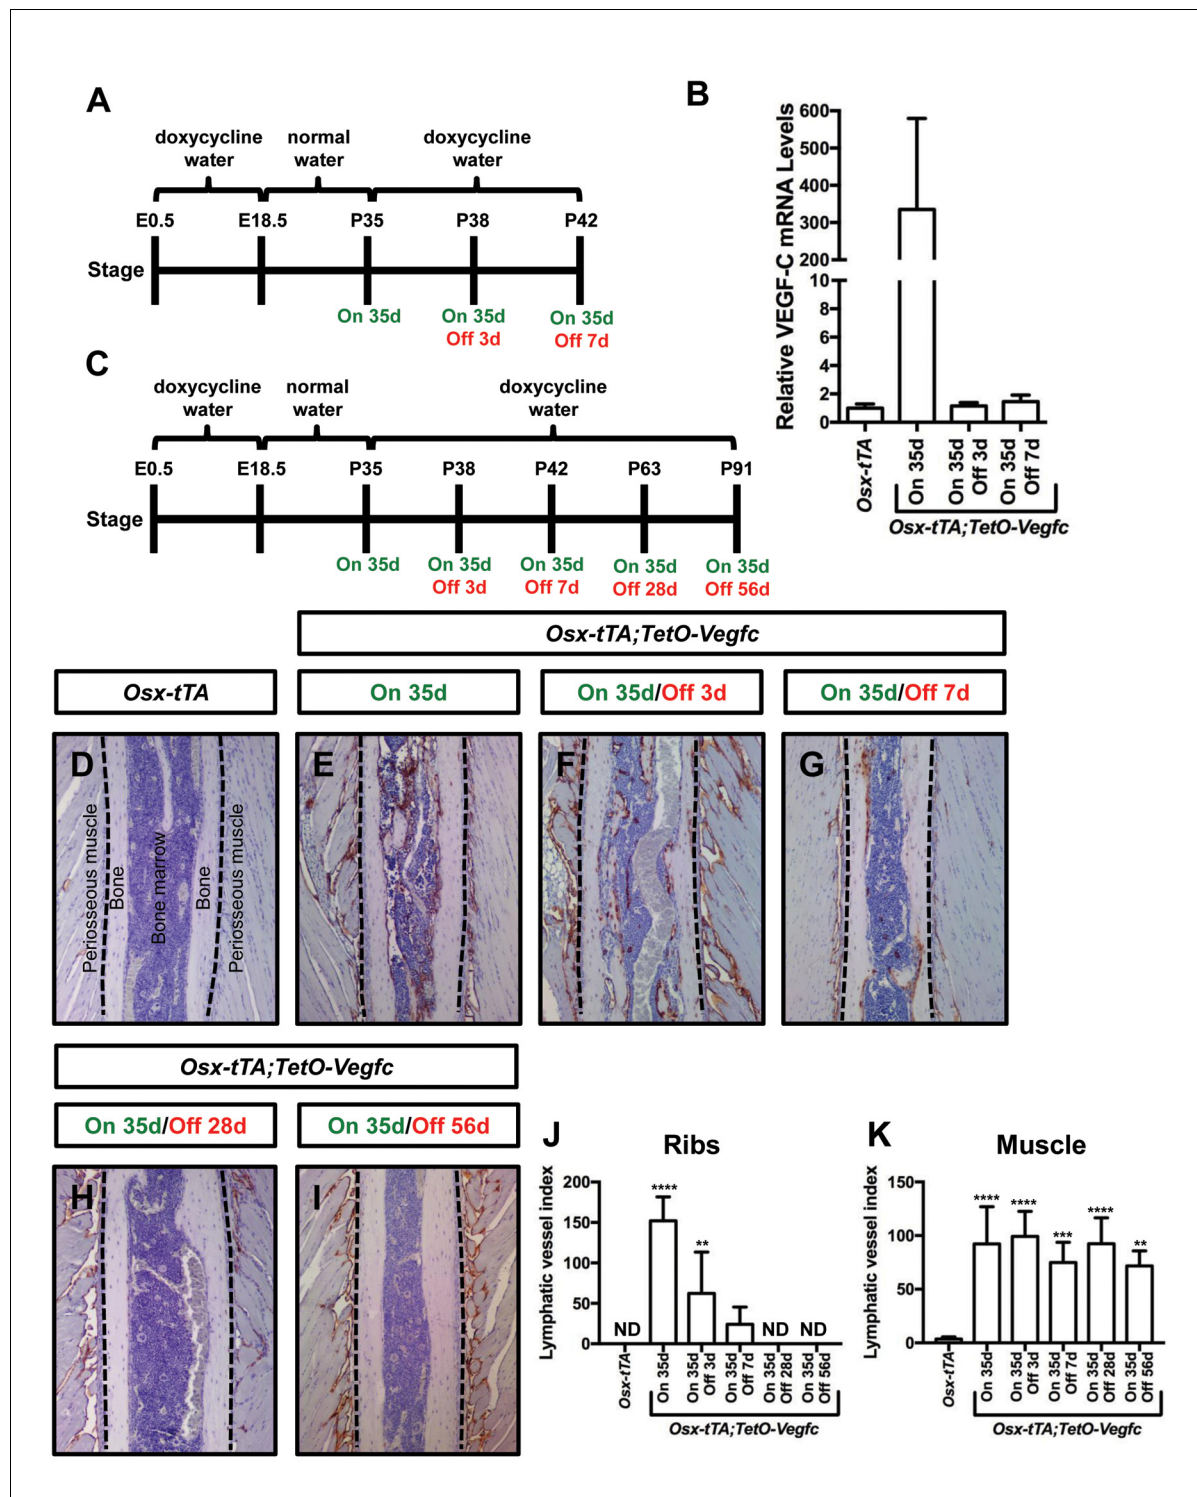 A
doxycycline water
normal water
doxycycline water
E0.5 E18.5 P35 P38 P42
Stage
On 35d On 35d On 35d
Off 3d Off 7d
B
Relative VEGF-C mRNA Levels
600
500
400
300
200
10
8
6
4
2
0
Osx-tTA
On 35d
On 35d
Off 3d
On 35d
Off 7d
Osx-tTA;TetO-Vegfc
C
doxycycline water
normal water
doxycycline water
E0.5 E18.5 P35 P38 P42 P63 P91
Stage
On 35d On 35d On 35d On 35d On 35d
Off 3d Off 7d Off 28d Off 56d
Osx-tTA;TetO-Vegfc
Osx-tTA
On 35d
On 35d/Off 3d
On 35d/Off 7d
D
Periosseous muscle
Bone
Bone marrow
Bone
Periosseous muscle
E
F
G
Osx-tTA;TetO-Vegfc
On 35d/Off 28d
On 35d/Off 56d
H
I
J
Ribs
Lymphatic vessel index
200
150
100
50
0
ND
****
**
ND
ND
Osx-tTA
On 35d
On 35d
Off 3d
On 35d
Off 7d
On 35d
Off 28d
On 35d
Off 56d
Osx-tTA;TetO-Vegfc
K
Muscle
Lymphatic vessel index
150
100
50
0
****
****
***
****
**
Osx-tTA
On 35d
On 35d
Off 3d
On 35d
Off 7d
On 35d
Off 28d
On 35d
Off 56d
Osx-tTA;TetO-Vegfc